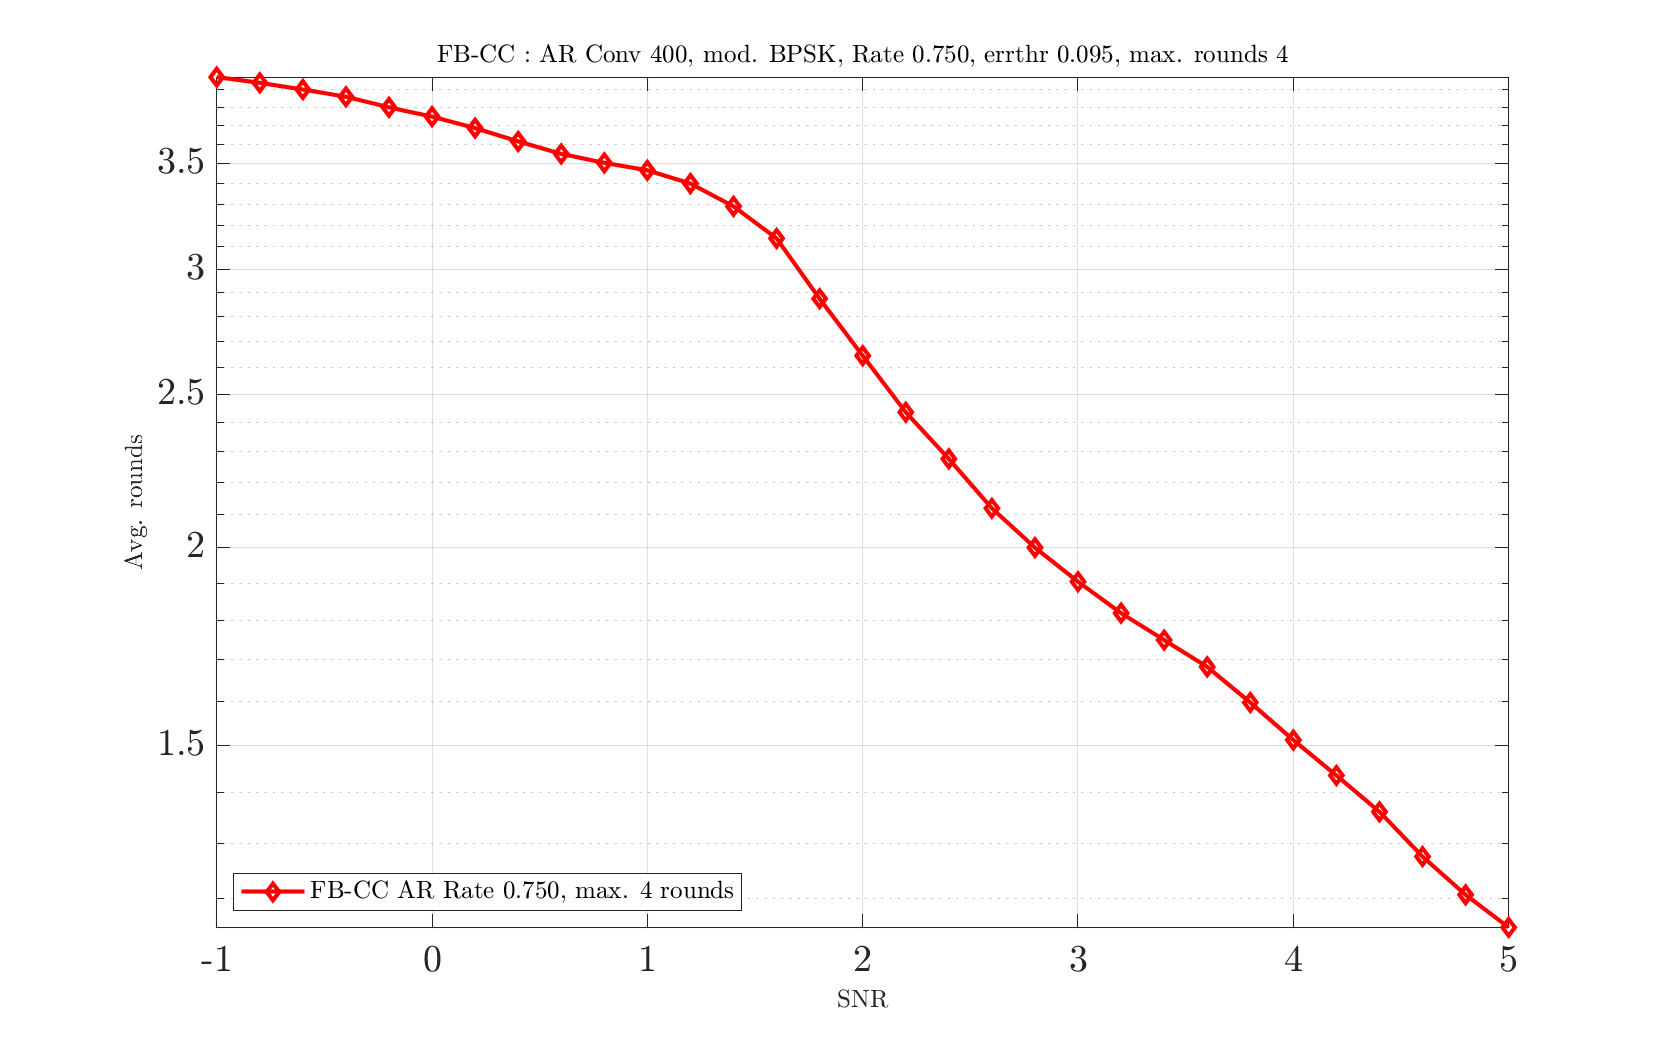 FB-CC : AR Conv 400, mod. BPSK, Rate 0.750, errthr 0.095, max. rounds 4
3.5
3
2.5
2
1.5
Avg. rounds
FB-CC AR Rate 0.750, max. 4 rounds
-1 0 1 2 3 4 5
SNR